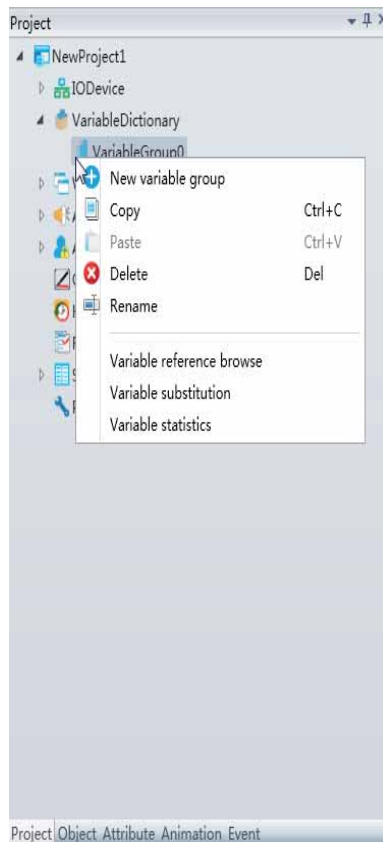 Project
NewProject1
IODevice
VariableDictionary
VariableGroup0
New variable group
Copy Ctrl+C
Paste Ctrl+V
Delete Del
Rename
Variable reference browse
Variable substitution
Variable statistics
Project Object Attribute Animation Event